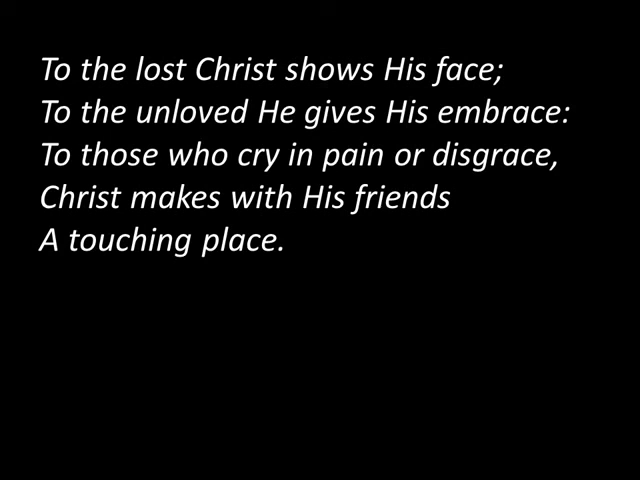 To the lost Christ shows His face;
To the unloved He gives His embrace:
To those who cry in pain or disgrace,
Christ makes with His friends
A touching place.